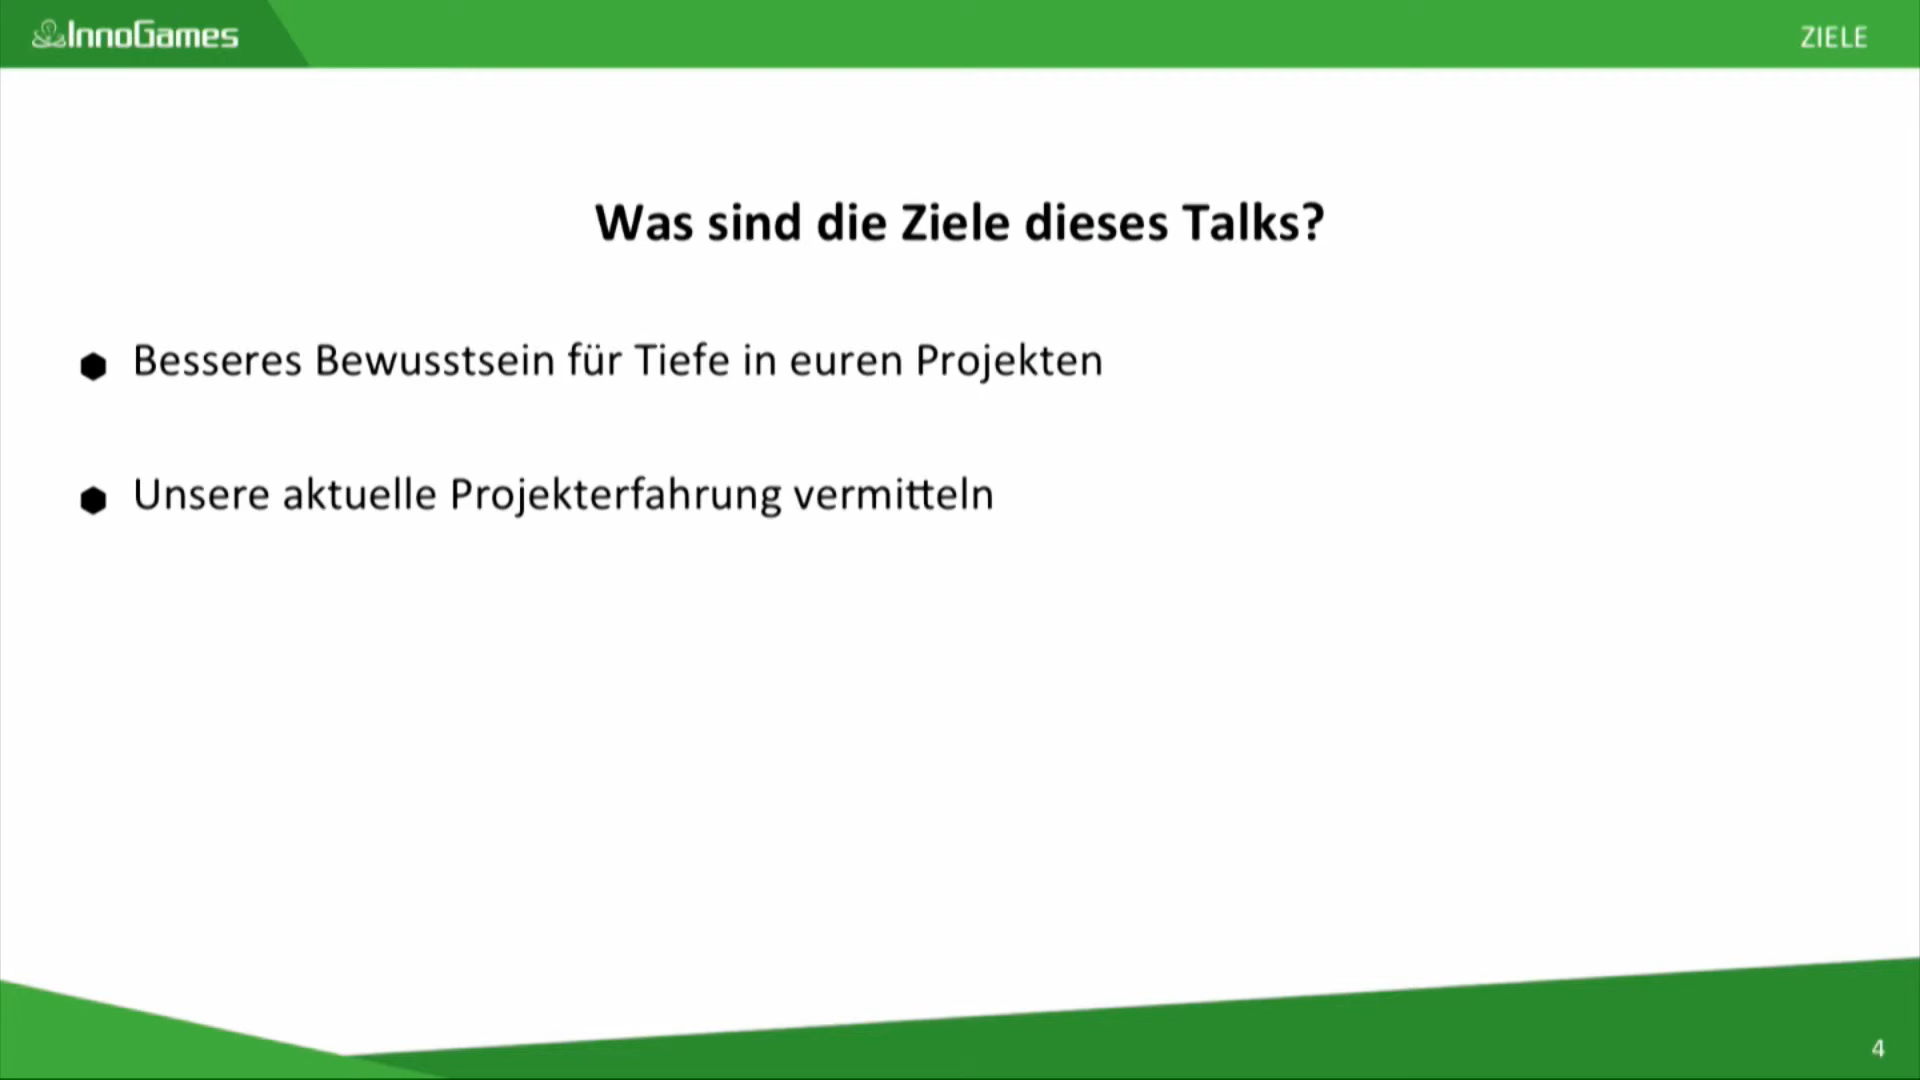 InnoGames
ZIELE
Was sind die Ziele dieses Talks?
Besseres Bewusstsein für Tiefe in euren Projekten
Unsere aktuelle Projekterfahrung vermitteln
4